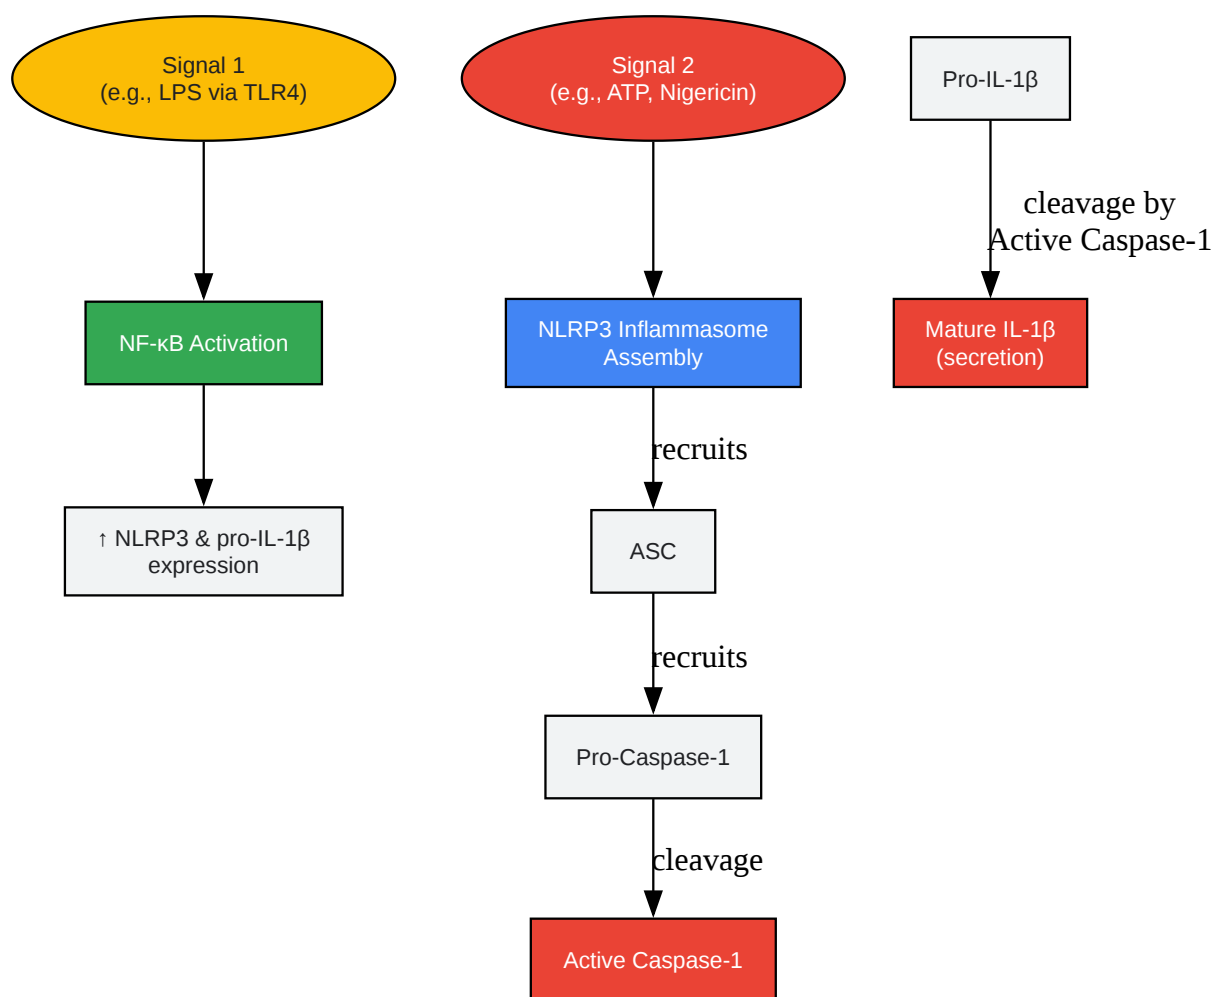 Signal 1
(e.g., LPS via TLR4)
NF-κB Activation
↑ NLRP3 & pro-IL-1β
expression
Signal 2
(e.g., ATP, Nigericin)
NLRP3 Inflammasome
Assembly
recruits
ASC
recruits
Pro-Caspase-1
cleavage
Active Caspase-1
Pro-IL-1β
cleavage by
Active Caspase-1
Mature IL-1β
(secretion)